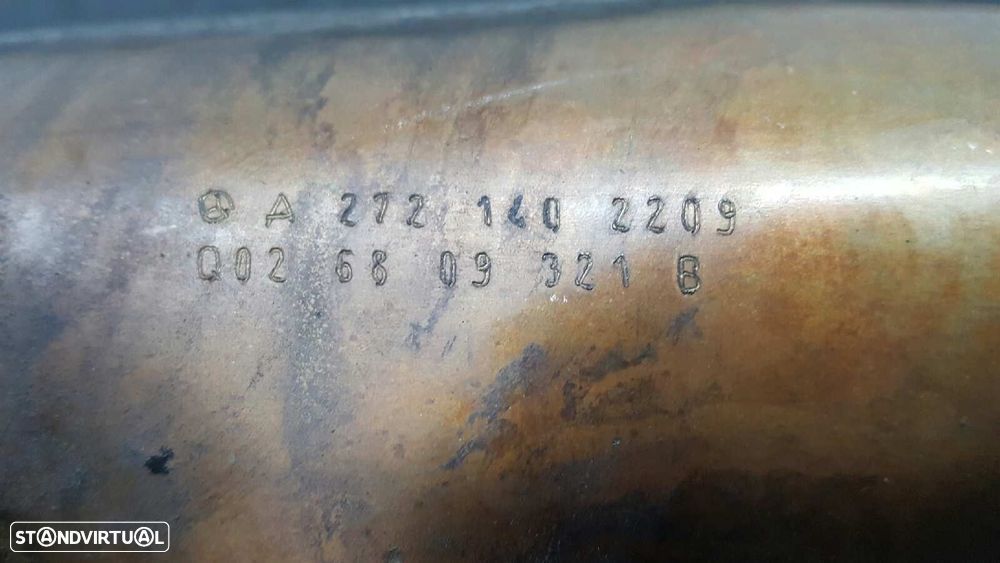 A 272 140 2209
Q02 68 09 321 B
STANDVIRTUAL